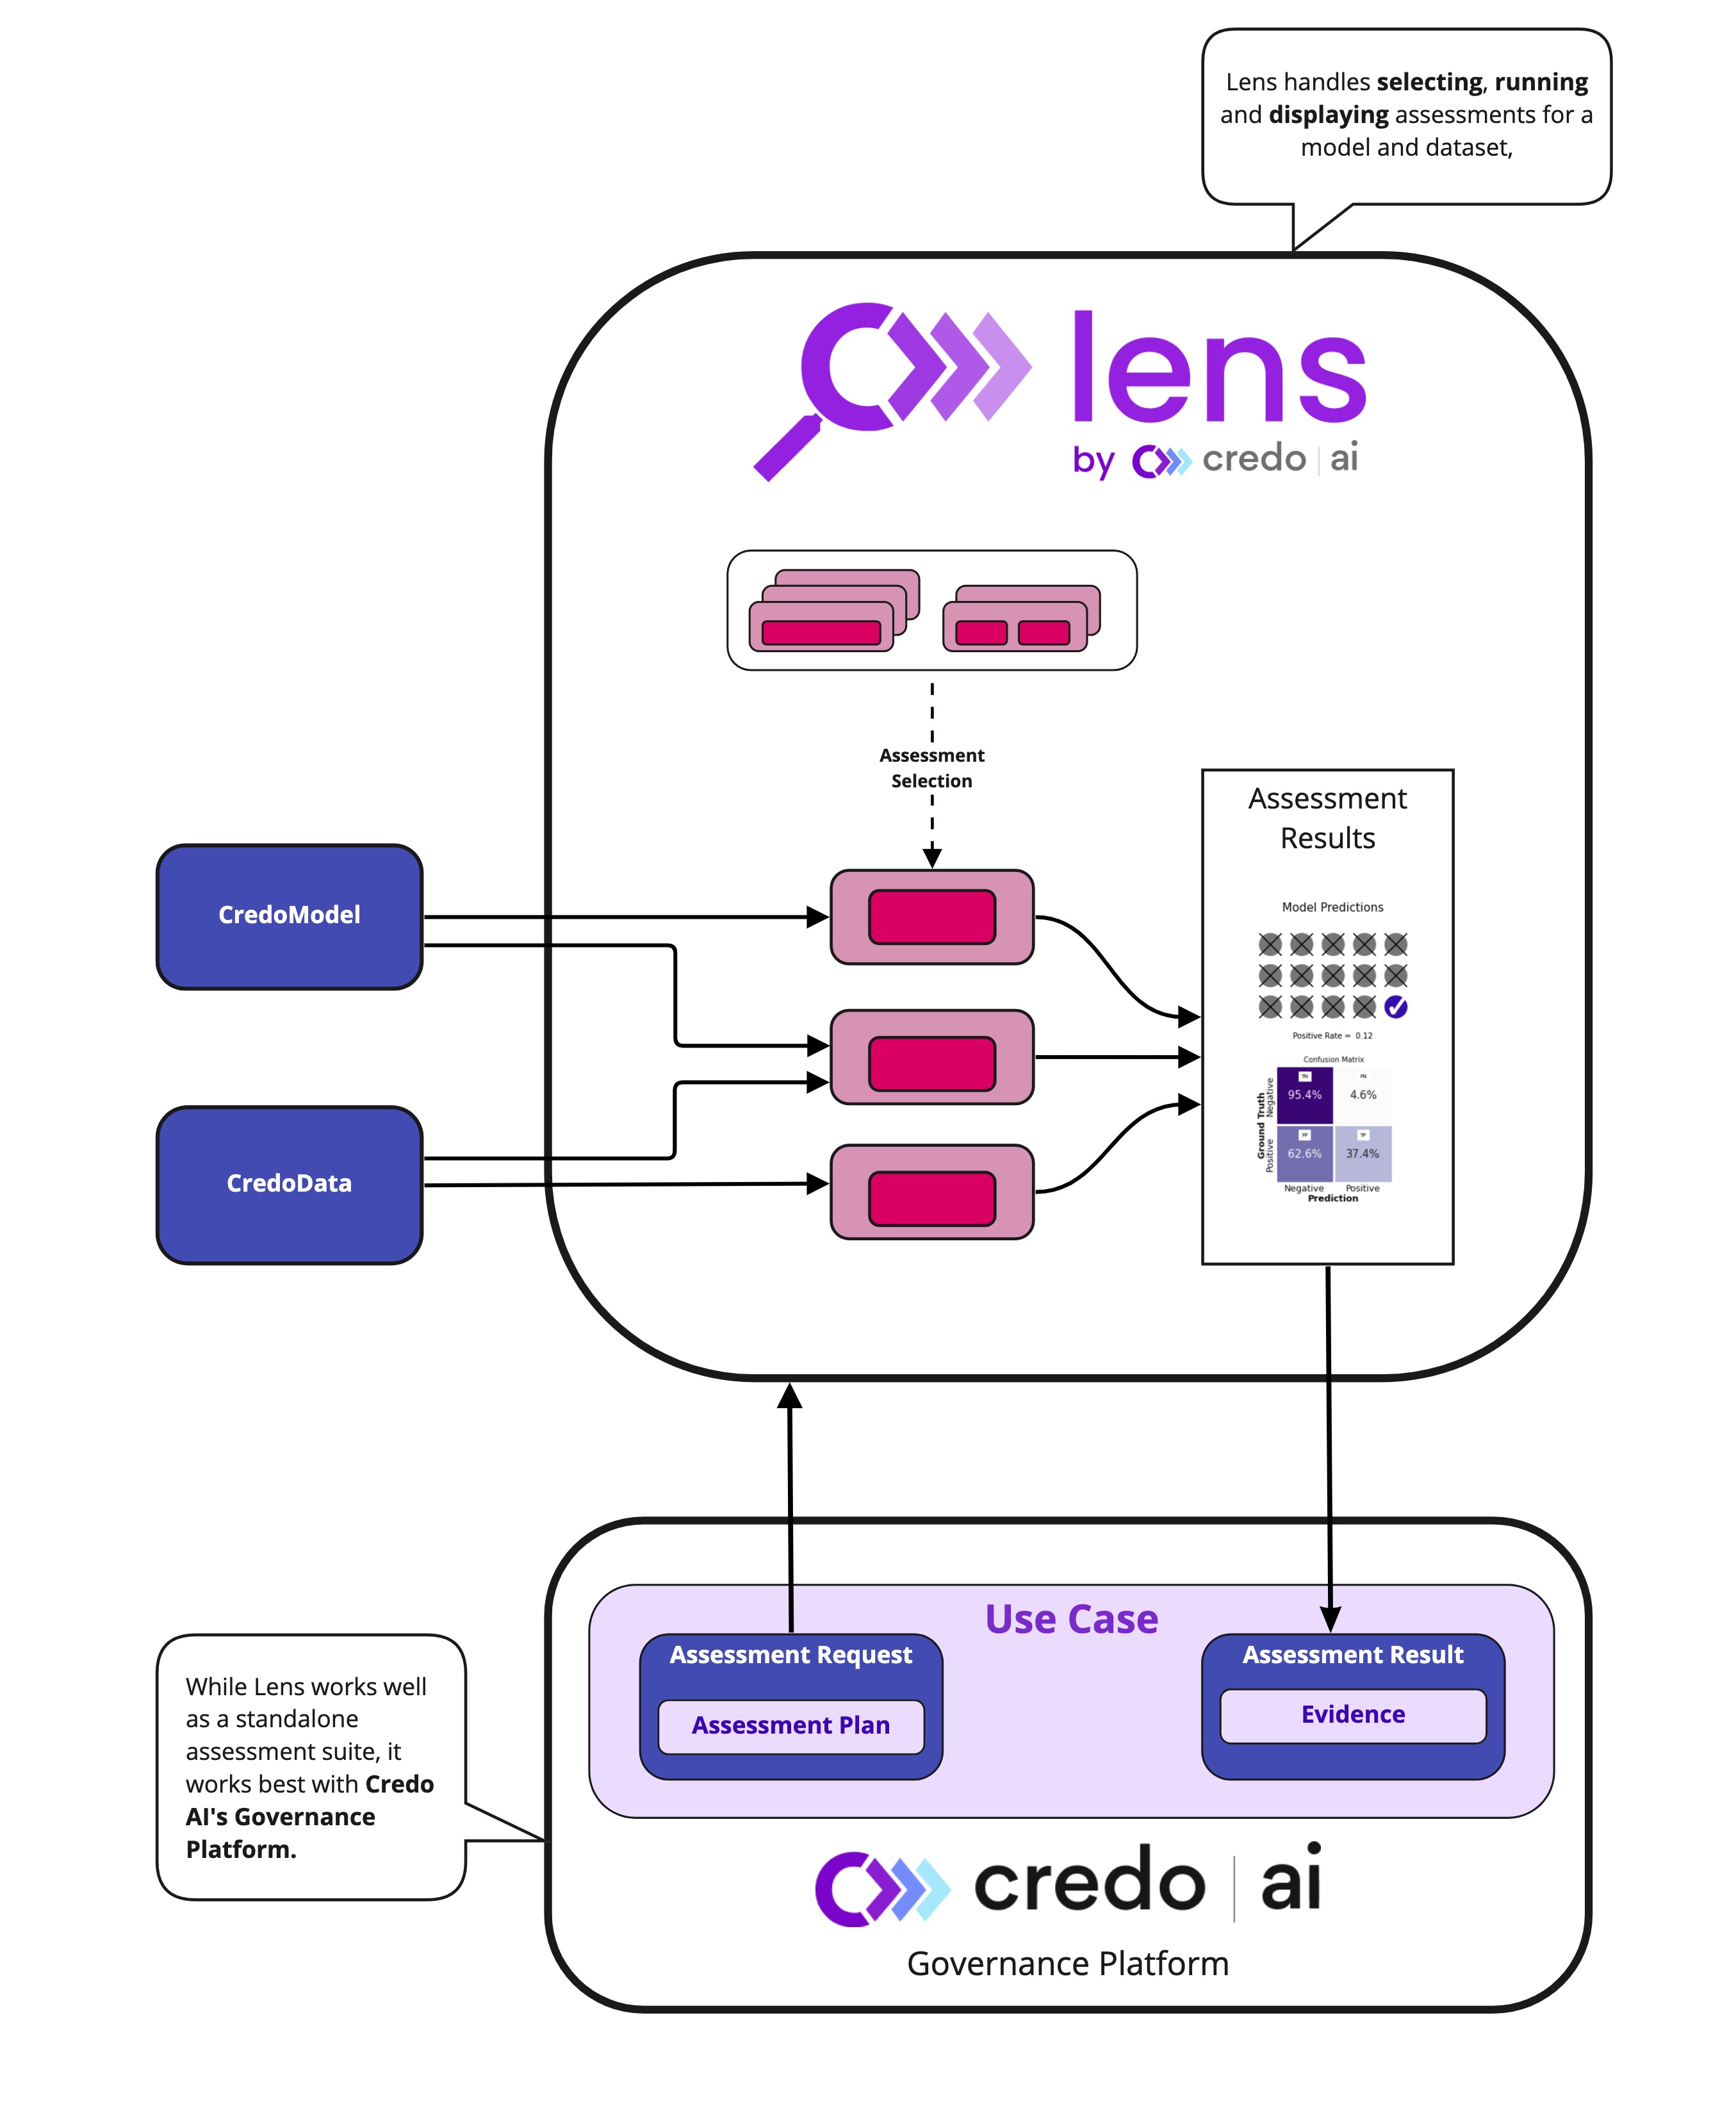 Lens handles selecting, running
and displaying assessments for a
model and dataset,
lens
by credo ai
Assessment
Selection
Assessment
Results
Model Predictions
Positive Rate = 0.12
Confusion Matrix
TN
FN
95.4%
4.6%
FP
TP
62.6%
37.4%
Ground Truth
Negative
Positive
Negative
Positive
Prediction
CredoModel
CredoData
Use Case
Assessment Request
Assessment Plan
Assessment Result
Evidence
While Lens works well
as a standalone
assessment suite, it
works best with Credo
AI's Governance
Platform.
credo ai
Governance Platform